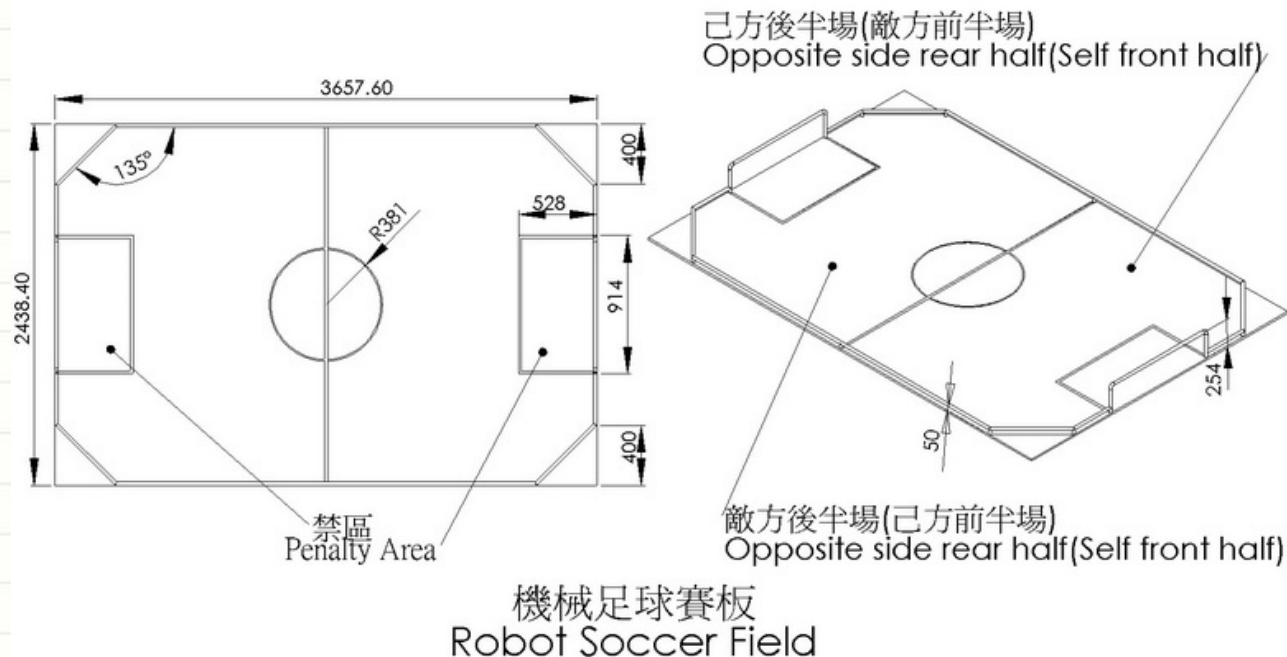 己方後半場(敵方前半場)
Opposite side rear half(Self front half)
3657.60
135°
400
528
R381
2438.40
914
400
254
50
禁區
Penalty Area
敵方後半場(己方前半場)
Opposite side rear half(Self front half)
機械足球賽板
Robot Soccer Field